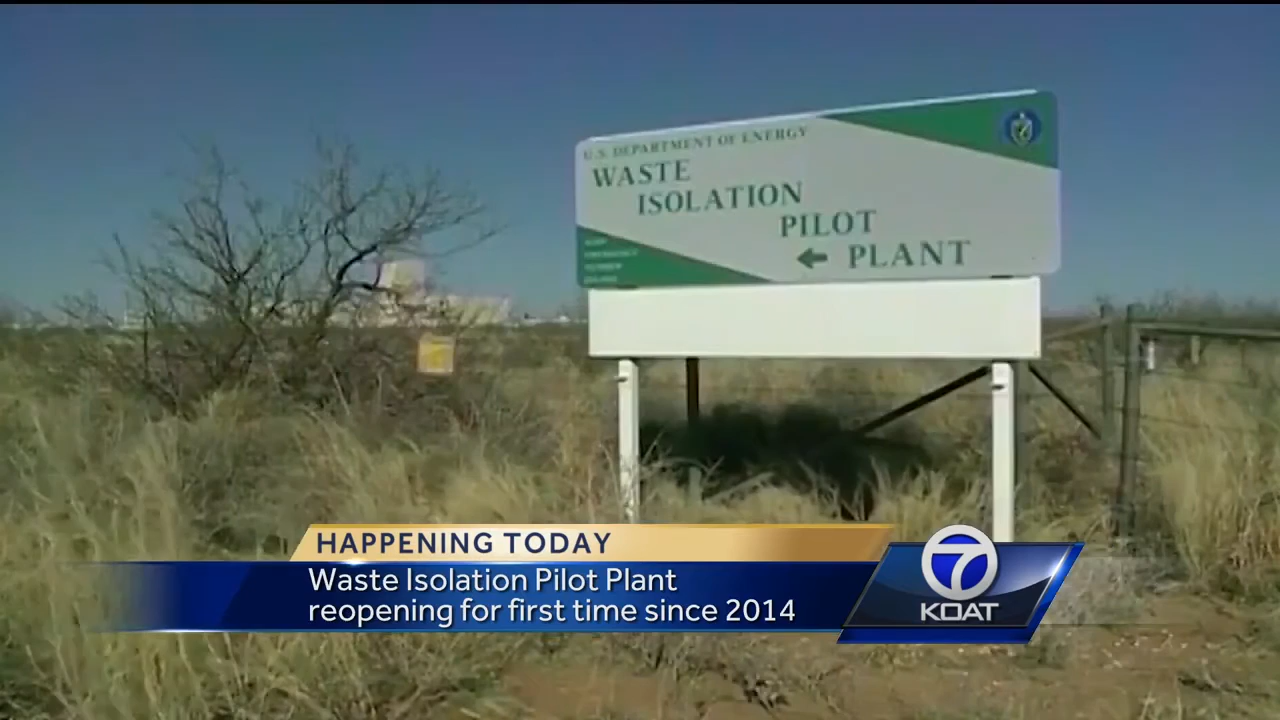 U.S. DEPARTMENT OF ENERGY
WASTE
ISOLATION
PILOT
PLANT
HAPPENING TODAY
Waste Isolation Pilot Plant
reopening for first time since 2014
7
KOAT